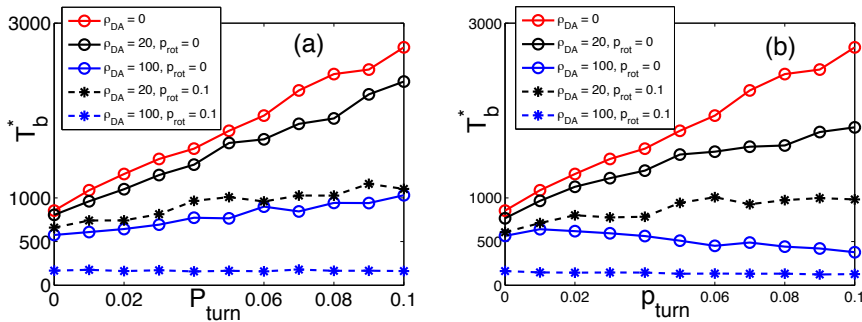 3000
1000
500
0
T*b
ρDA = 0
ρDA = 20, prot = 0
ρDA = 100, prot = 0
ρDA = 20, prot = 0.1
ρDA = 100, prot = 0.1
(a)
0 0.02 0.04 0.06 0.08 0.1
Pturn
3000
1000
500
0
T*b
ρDA = 0
ρDA = 20, prot = 0
ρDA = 100, prot = 0
ρDA = 20, prot = 0.1
ρDA = 100, prot = 0.1
(b)
0 0.02 0.04 0.06 0.08 0.1
pturn